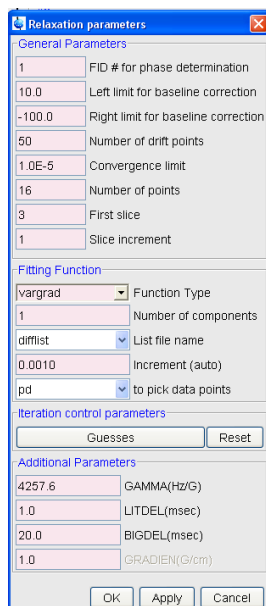 Relaxation parameters
General Parameters
1 FID # for phase determination
10.0 Left limit for baseline correction
-100.0 Right limit for baseline correction
50 Number of drift points
1.0E-5 Convergence limit
16 Number of points
3 First slice
1 Slice increment
Fitting Function
vargrad Function Type
1 Number of components
difflist List file name
0.0010 Increment (auto)
pd to pick data points
Iteration control parameters
Guesses Reset
Additional Parameters
4257.6 GAMMA(Hz/G)
1.0 LITDEL(msec)
20.0 BIGDEL(msec)
1.0 GRADIEN(G/cm)
OK Apply Cancel